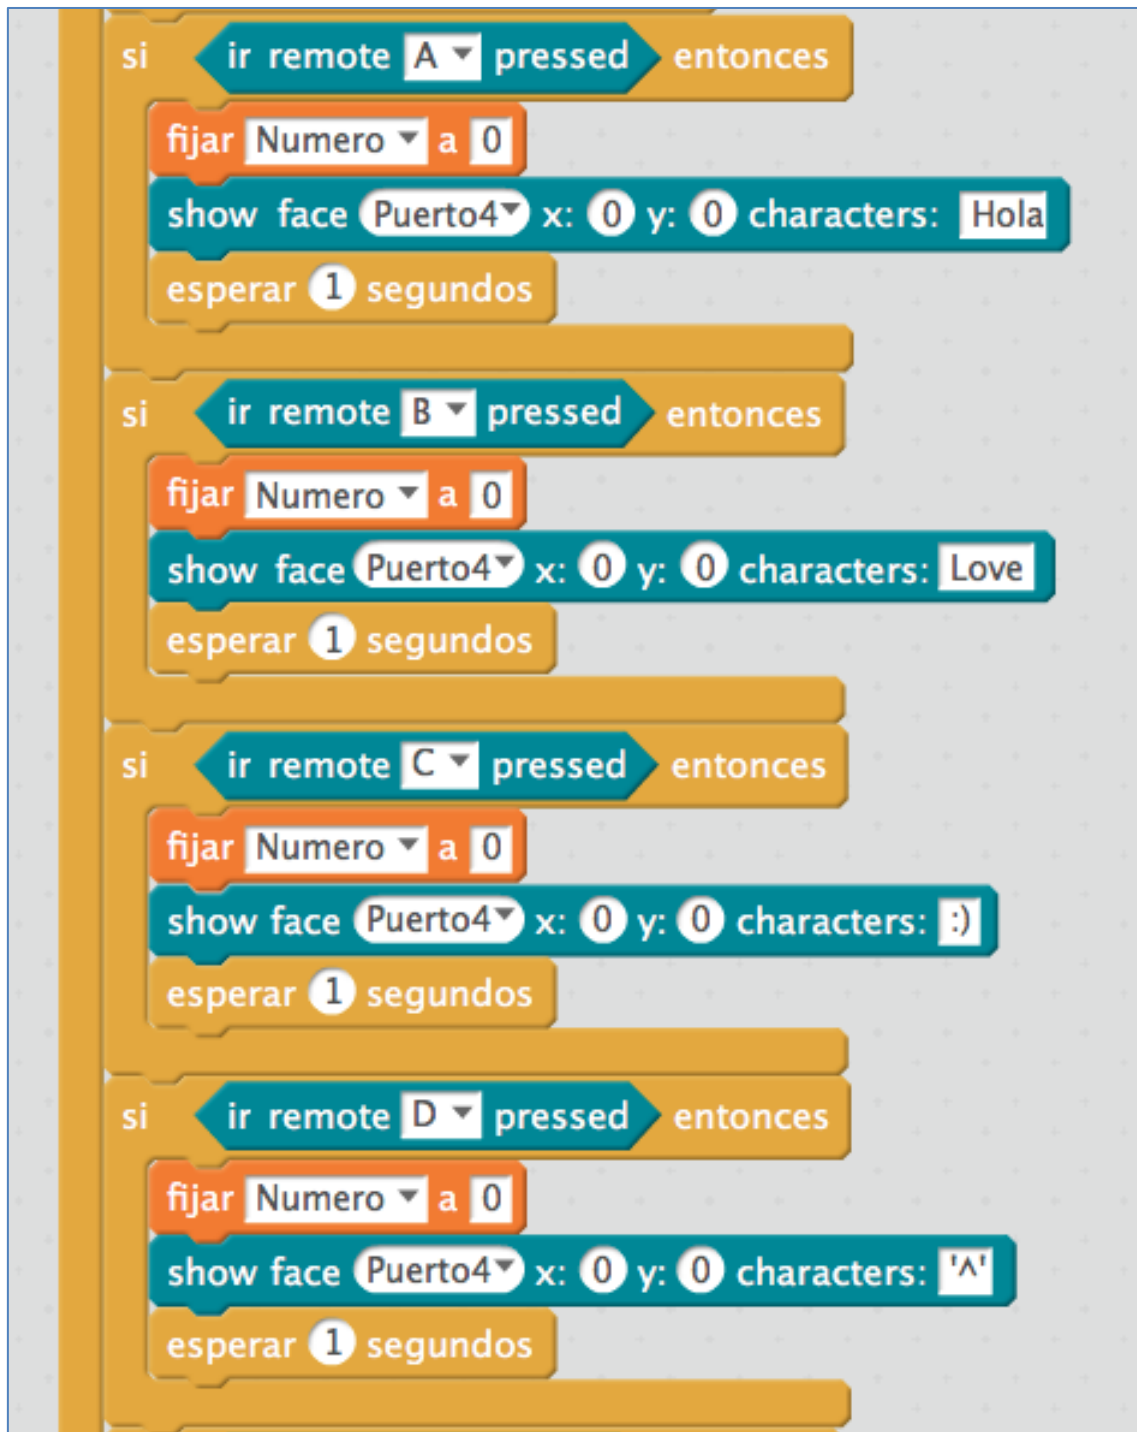 si ir remote A pressed entonces
fijar Numero a 0
show face Puerto4 x: 0 y: 0 characters: Hola
esperar 1 segundos
si ir remote B pressed entonces
fijar Numero a 0
show face Puerto4 x: 0 y: 0 characters: Love
esperar 1 segundos
si ir remote C pressed entonces
fijar Numero a 0
show face Puerto4 x: 0 y: 0 characters: :)
esperar 1 segundos
si ir remote D pressed entonces
fijar Numero a 0
show face Puerto4 x: 0 y: 0 characters: '^'
esperar 1 segundos